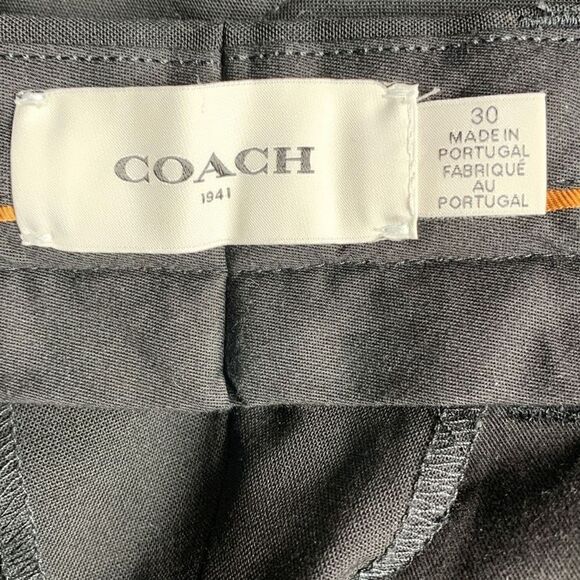 COACH
1941
30
MADE IN
PORTUGAL
FABRIQUÉ
AU
PORTUGAL